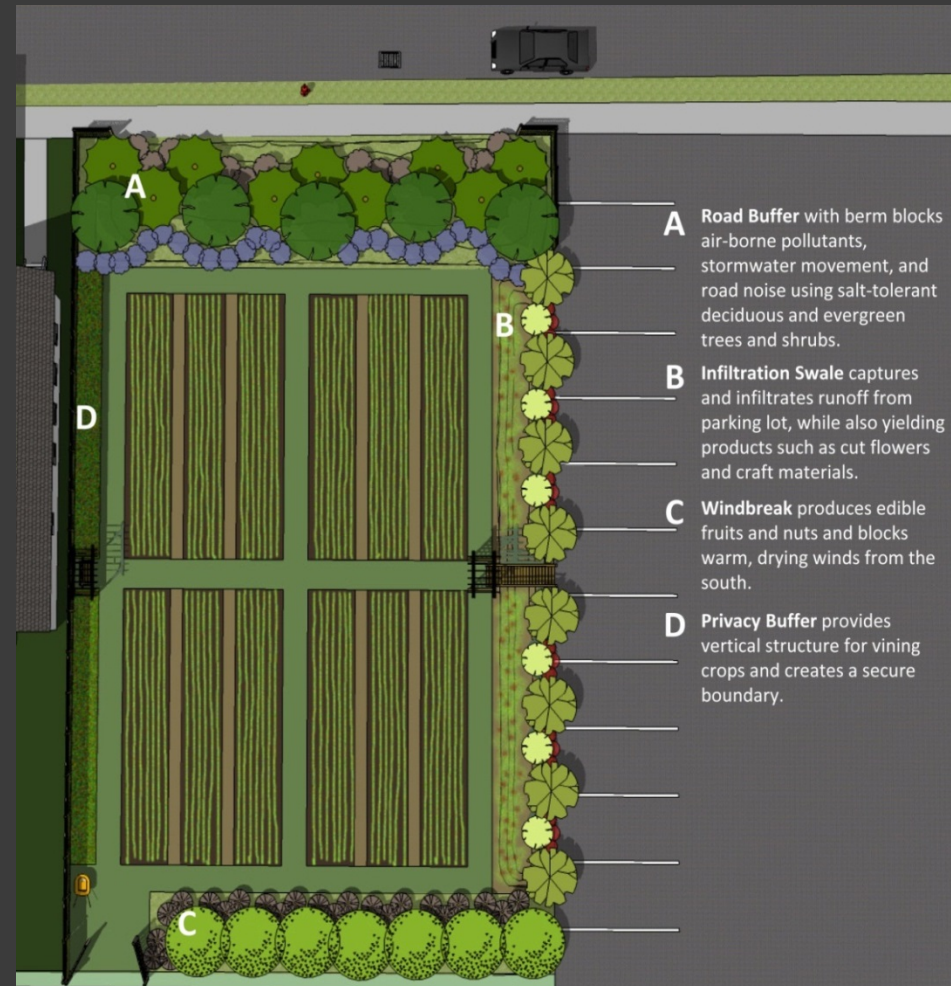 A
B
D
C
A Road Buffer with berm blocks
air-borne pollutants,
stormwater movement, and
road noise using salt-tolerant
deciduous and evergreen
trees and shrubs.
B Infiltration Swale captures
and infiltrates runoff from
parking lot, while also yielding
products such as cut flowers
and craft materials.
C Windbreak produces edible
fruits and nuts and blocks
warm, drying winds from the
south.
D Privacy Buffer provides
vertical structure for vining
crops and creates a secure
boundary.